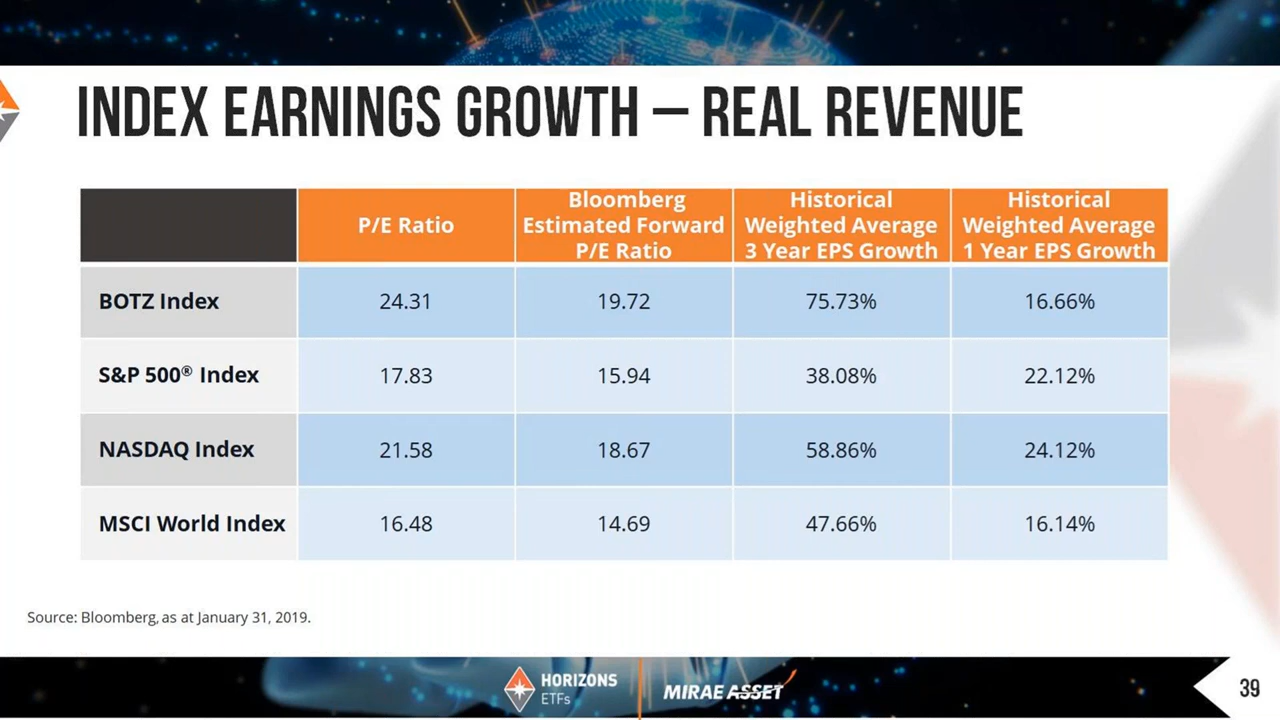 INDEX EARNINGS GROWTH – REAL REVENUE
P/E Ratio
Bloomberg
Estimated Forward
P/E Ratio
Historical
Weighted Average
3 Year EPS Growth
Historical
Weighted Average
1 Year EPS Growth
BOTZ Index 24.31 19.72 75.73% 16.66%
S&P 500® Index 17.83 15.94 38.08% 22.12%
NASDAQ Index 21.58 18.67 58.86% 24.12%
MSCI World Index 16.48 14.69 47.66% 16.14%
Source: Bloomberg, as at January 31, 2019.
HORIZONS
ETFs
MIRAE ASSET
39